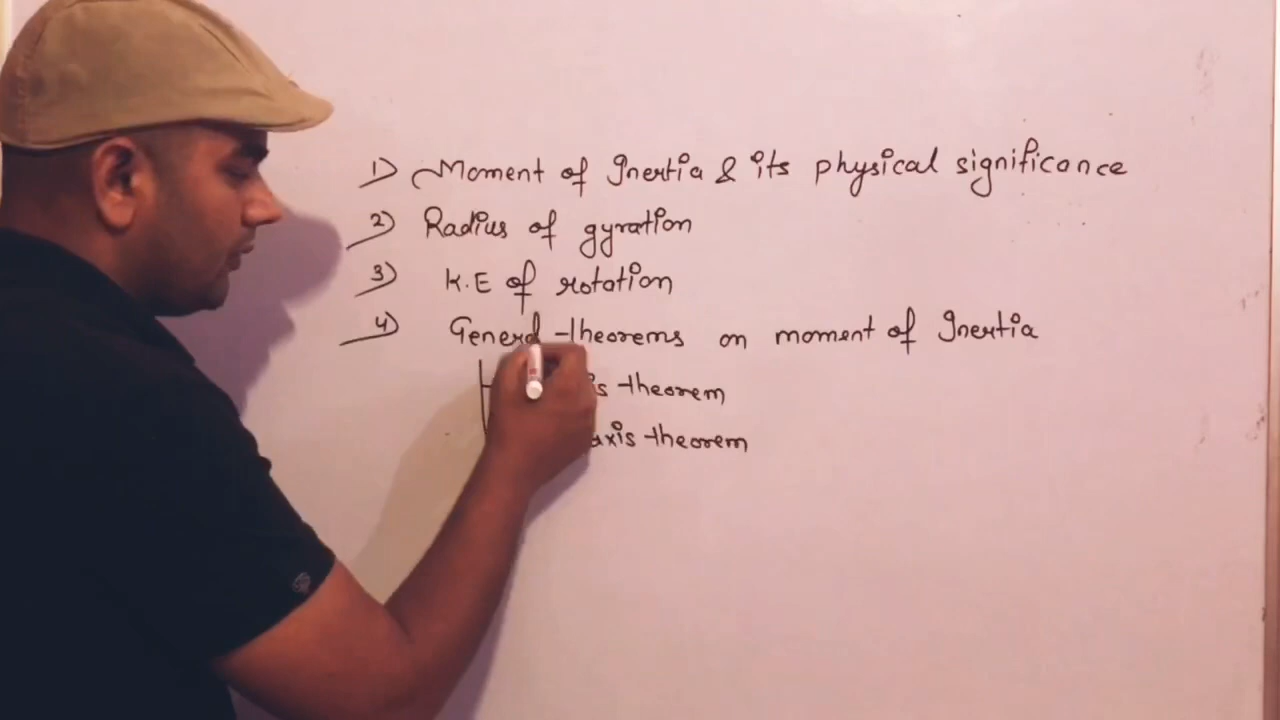 1) Moment of Inertia & its physical significance
2) Radius of gyration
3) K.E of rotation
4) General theorems on moment of Inertia
theorem
axis theorem